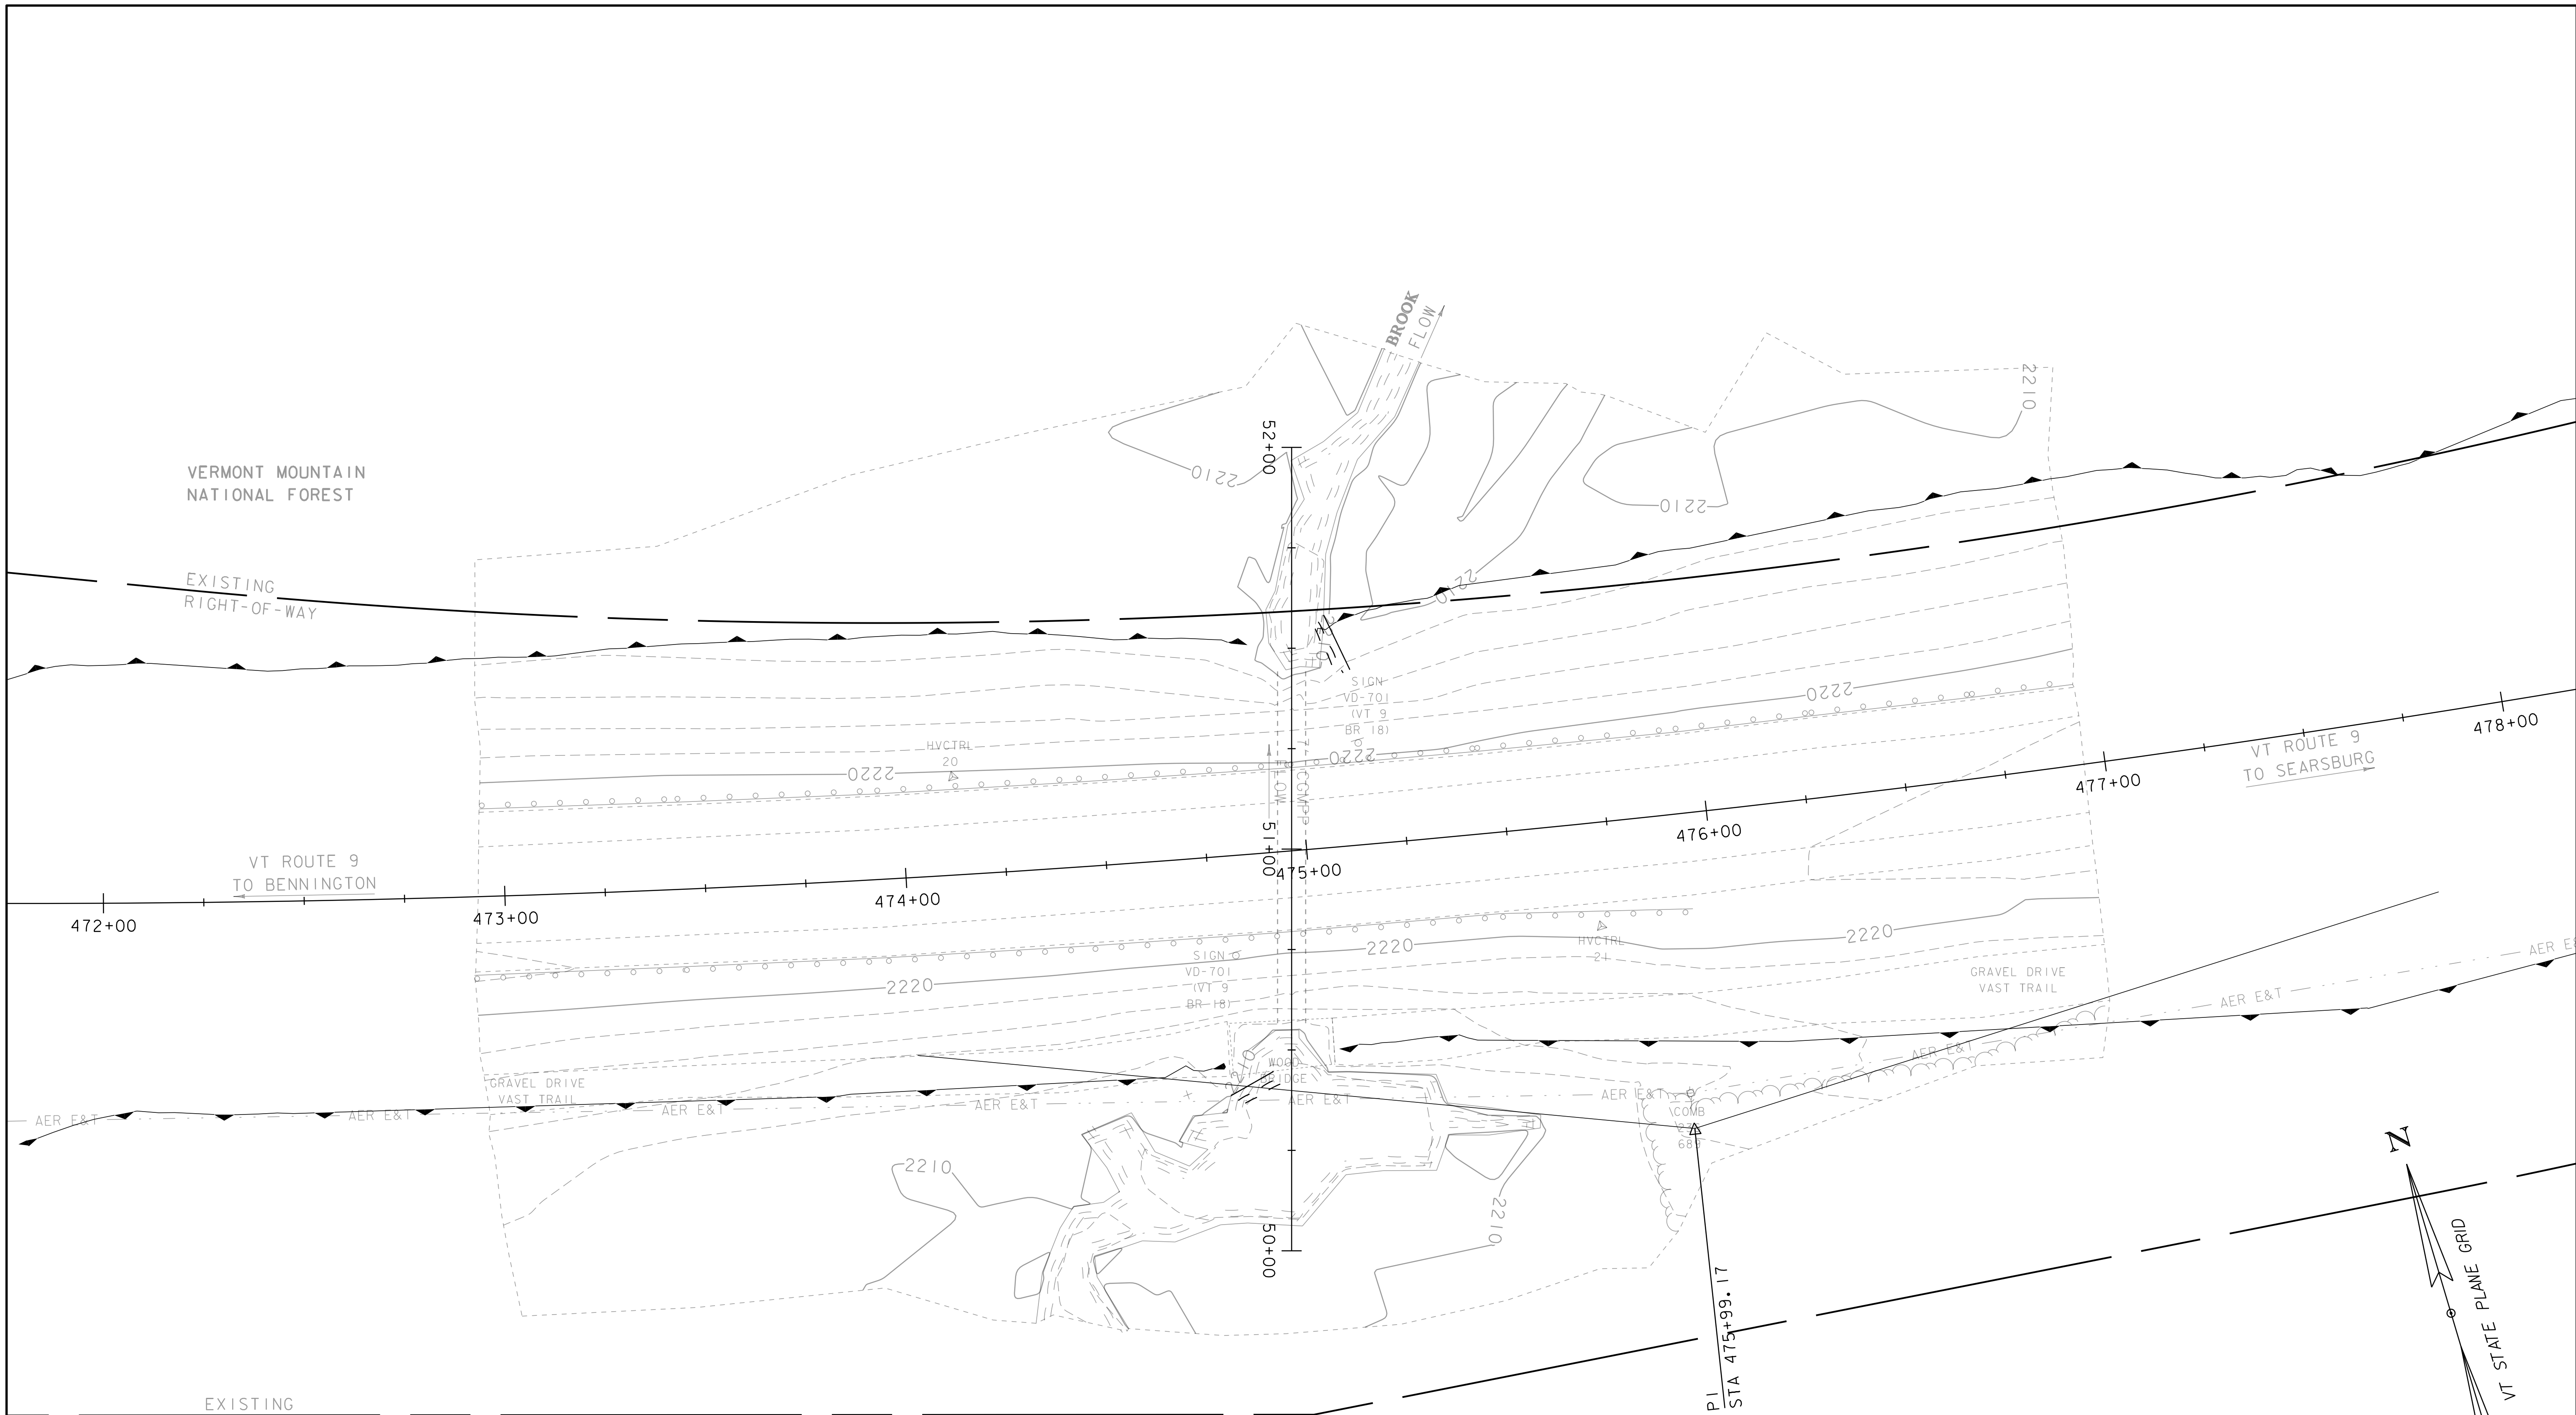 BROOK
FLOW
2210
52+00
VERMONT MOUNTAIN
NATIONAL FOREST
2210
2210
EXISTING
RIGHT-OF-WAY
2210
SIGN
VD-701
(VT 9
BR 18)
2220
HVCTRL
20
2220
2220
FLOW
CGMPP
51+00
VT ROUTE 9
TO SEARSBURG
478+00
477+00
476+00
475+00
474+00
473+00
472+00
VT ROUTE 9
TO BENNINGTON
2220
2220
2220
HVCTRL
21
SIGN
VD-701
(VT 9
BR 18)
GRAVEL DRIVE
VAST TRAIL
AER E&T
AER E&T
WOOD
BRIDGE
GRAVEL DRIVE
VAST TRAIL
AER E&T
AER E&T
AER E&T
AER E&T
AER E&T
AER E&T
AER E&T
COMB
2210
2210
50+00
PI
STA 475+99.17
N
VT STATE PLANE GRID
EXISTING